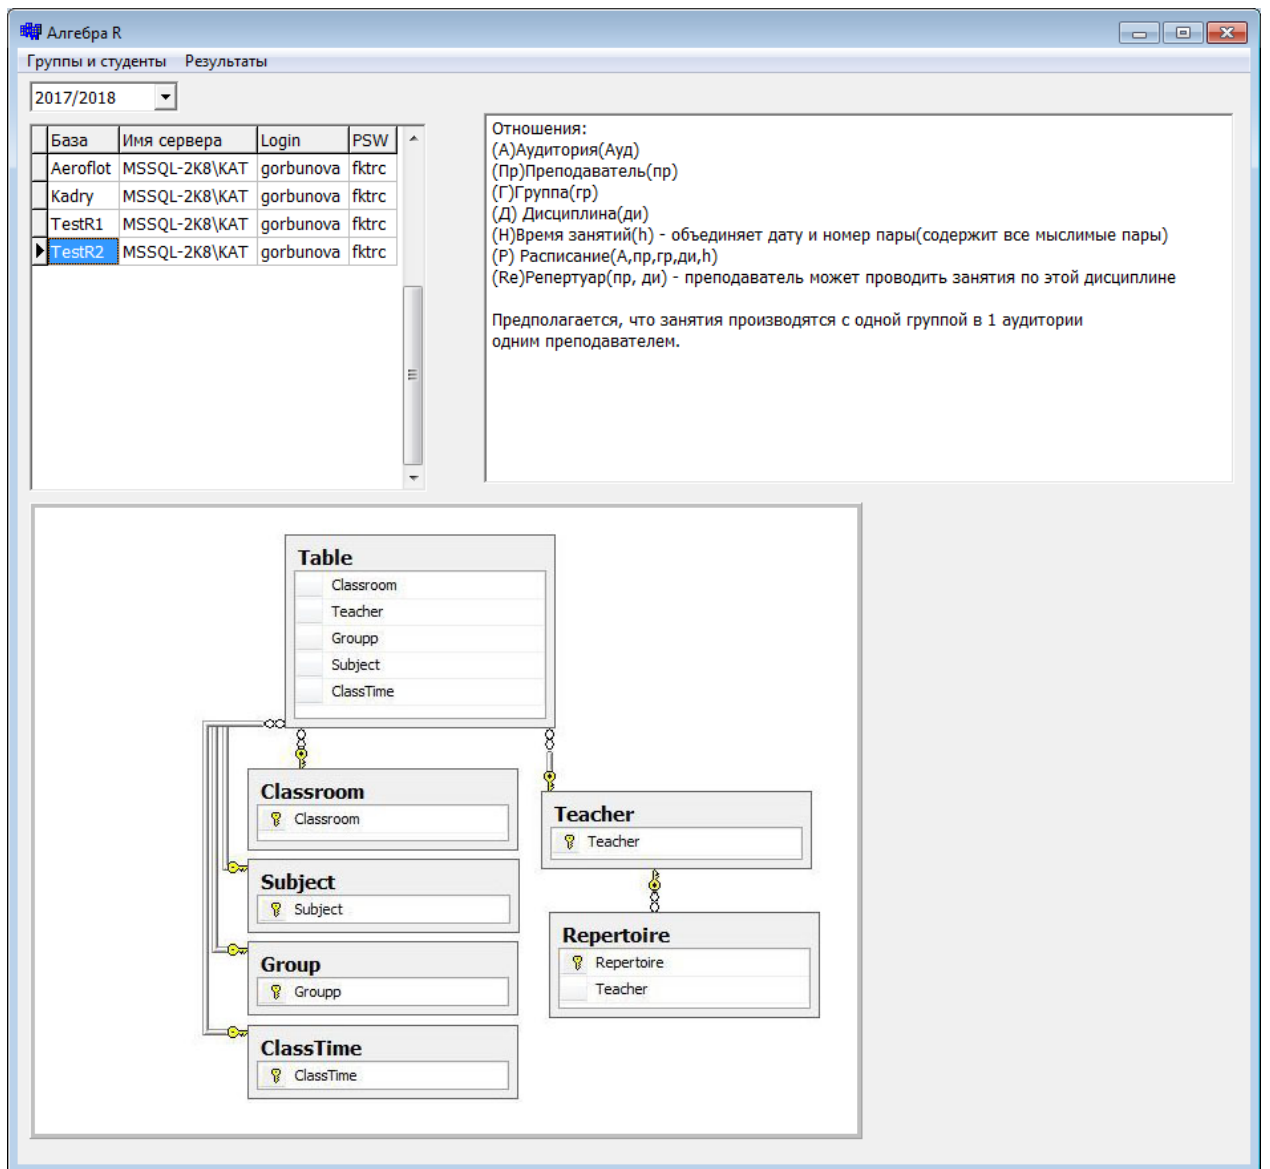 Алгебра R
Группы и студенты Результаты
2017/2018
База Имя сервера Login PSW
Aeroflot MSSQL-2K8\KAT gorbunova fktrc
Kadry MSSQL-2K8\KAT gorbunova fktrc
TestR1 MSSQL-2K8\KAT gorbunova fktrc
TestR2 MSSQL-2K8\KAT gorbunova fktrc
Отношения:
(А)Аудитория(Ауд)
(Пр)Преподаватель(пр)
(Г)Группа(гр)
(Д) Дисциплина(ди)
(Н)Время занятий(h) - объединяет дату и номер пары(содержит все мыслимые пары)
(Р) Расписание(А,пр,гр,ди,h)
(Re)Репертуар(пр, ди) - преподаватель может проводить занятия по этой дисциплине
Предполагается, что занятия производятся с одной группой в 1 аудитории
одним преподавателем.
Table
Classroom
Teacher
Groupp
Subject
ClassTime
Classroom
Classroom
Subject
Subject
Group
Groupp
ClassTime
ClassTime
Teacher
Teacher
Repertoire
Repertoire
Teacher